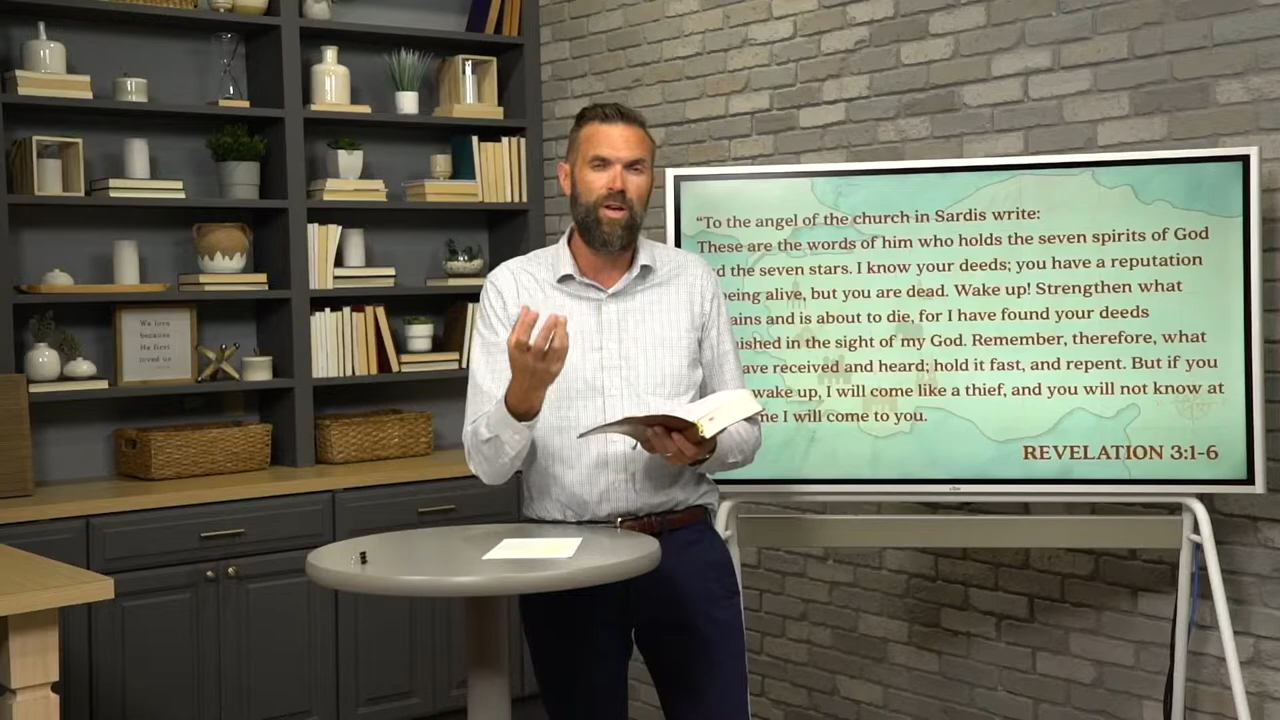 “To the angel of the church in Sardis write:
These are the words of him who holds the seven spirits of God
d the seven stars. I know your deeds; you have a reputation
eing alive, but you are dead. Wake up! Strengthen what
ains and is about to die, for I have found your deeds
ished in the sight of my God. Remember, therefore, what
ave received and heard; hold it fast, and repent. But if you
wake up, I will come like a thief, and you will not know at
me I will come to you.
REVELATION 3:1-6
We love
because
He first
loved us